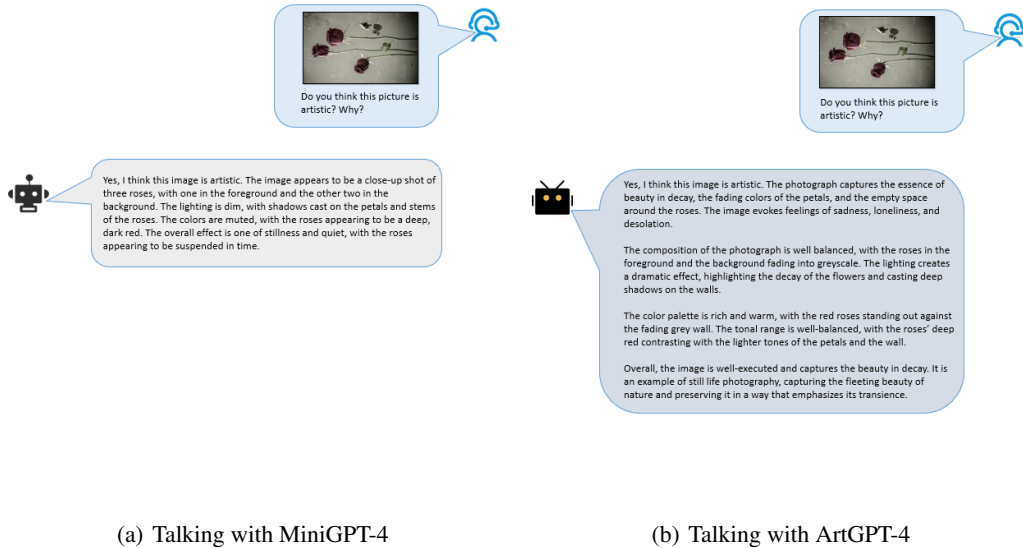 Do you think this picture is
artistic? Why?
Yes, I think this image is artistic. The image appears to be a close-up shot of
three roses, with one in the foreground and the other two in the
background. The lighting is dim, with shadows cast on the petals and stems
of the roses. The colors are muted, with the roses appearing to be a deep,
dark red. The overall effect is one of stillness and quiet, with the roses
appearing to be suspended in time.
(a) Talking with MiniGPT-4
Do you think this picture is
artistic? Why?
Yes, I think this image is artistic. The photograph captures the essence of
beauty in decay, the fading colors of the petals, and the empty space
around the roses. The image evokes feelings of sadness, loneliness, and
desolation.
The composition of the photograph is well balanced, with the roses in the
foreground and the background fading into greyscale. The lighting creates
a dramatic effect, highlighting the decay of the flowers and casting deep
shadows on the walls.
The color palette is rich and warm, with the red roses standing out against
the fading grey wall. The tonal range is well-balanced, with the roses' deep
red contrasting with the lighter tones of the petals and the wall.
Overall, the image is well-executed and captures the beauty in decay. It is
an example of still life photography, capturing the fleeting beauty of
nature and preserving it in a way that emphasizes its transience.
(b) Talking with ArtGPT-4